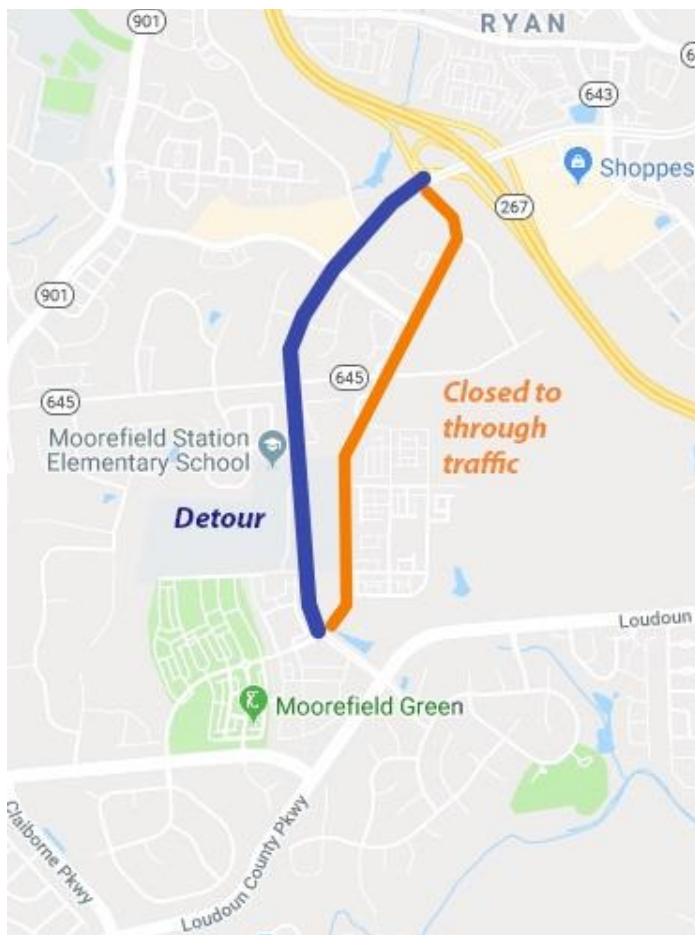 901
RYAN
6
643
Shoppes
267
901
645
645
Closed to
through
traffic
Moorefield Station
Elementary School
Detour
Loudoun
Moorefield Green
Claiborne Pkwy
Loudoun County Pkwy